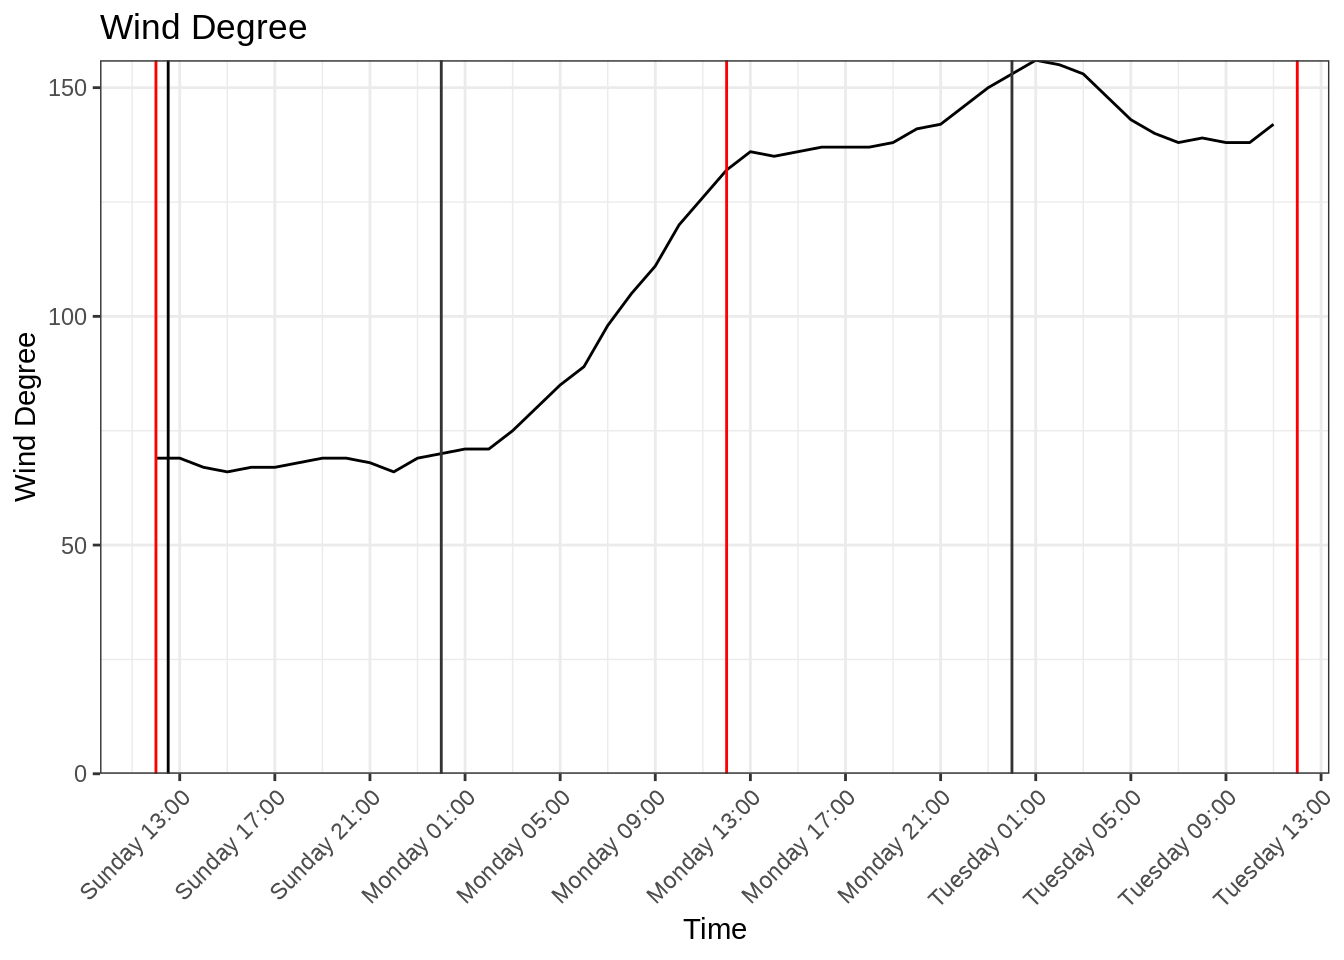 Wind Degree
150
100
50
0
Wind Degree
Sunday 13:00
Sunday 17:00
Sunday 21:00
Monday 01:00
Monday 05:00
Monday 09:00
Monday 13:00
Monday 17:00
Monday 21:00
Tuesday 01:00
Tuesday 05:00
Tuesday 09:00
Tuesday 13:00
Time